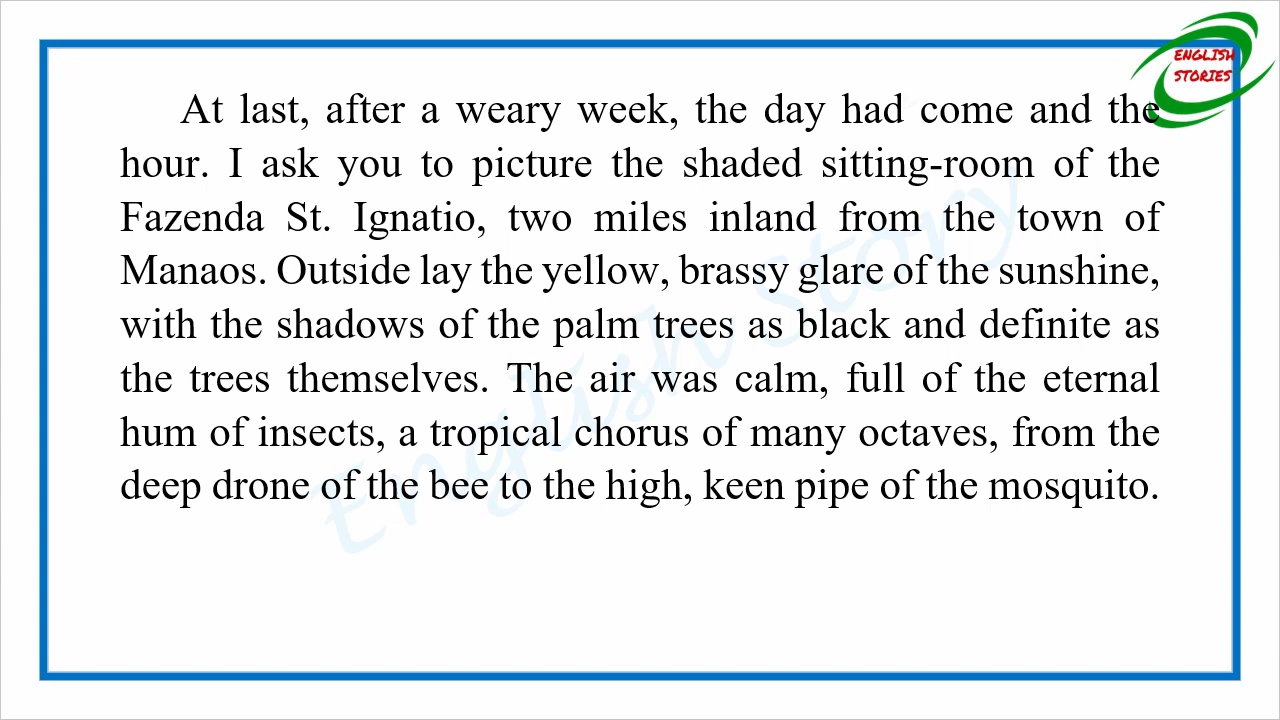 ENGLISH
STORIES
At last, after a weary week, the day had come and the
hour. I ask you to picture the shaded sitting-room of the
Fazenda St. Ignatio, two miles inland from the town of
Manaos. Outside lay the yellow, brassy glare of the sunshine,
with the shadows of the palm trees as black and definite as
the trees themselves. The air was calm, full of the eternal
hum of insects, a tropical chorus of many octaves, from the
deep drone of the bee to the high, keen pipe of the mosquito.
English Story